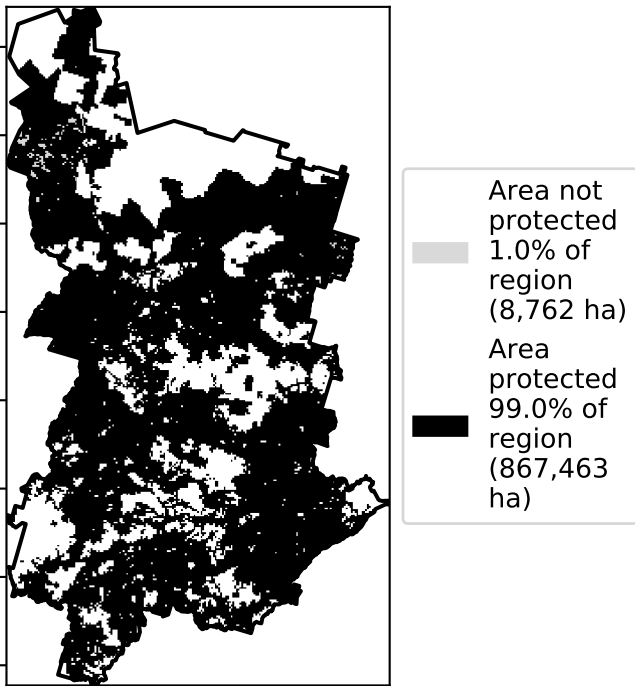 Area not
protected
1.0% of
region
(8,762 ha)
Area
protected
99.0% of
region
(867,463
ha)